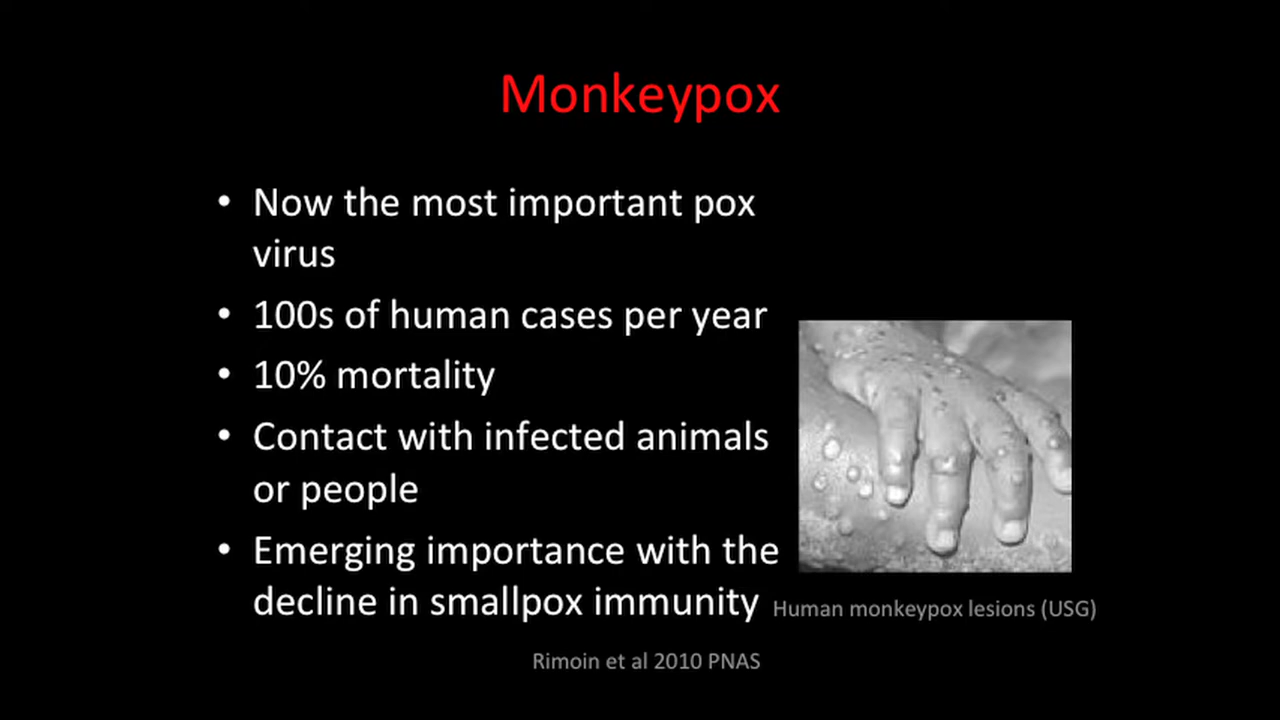 Monkeypox
• Now the most important pox
virus
• 100s of human cases per year
• 10% mortality
• Contact with infected animals
or people
• Emerging importance with the
decline in smallpox immunity
Human monkeypox lesions (USG)
Rimoin et al 2010 PNAS